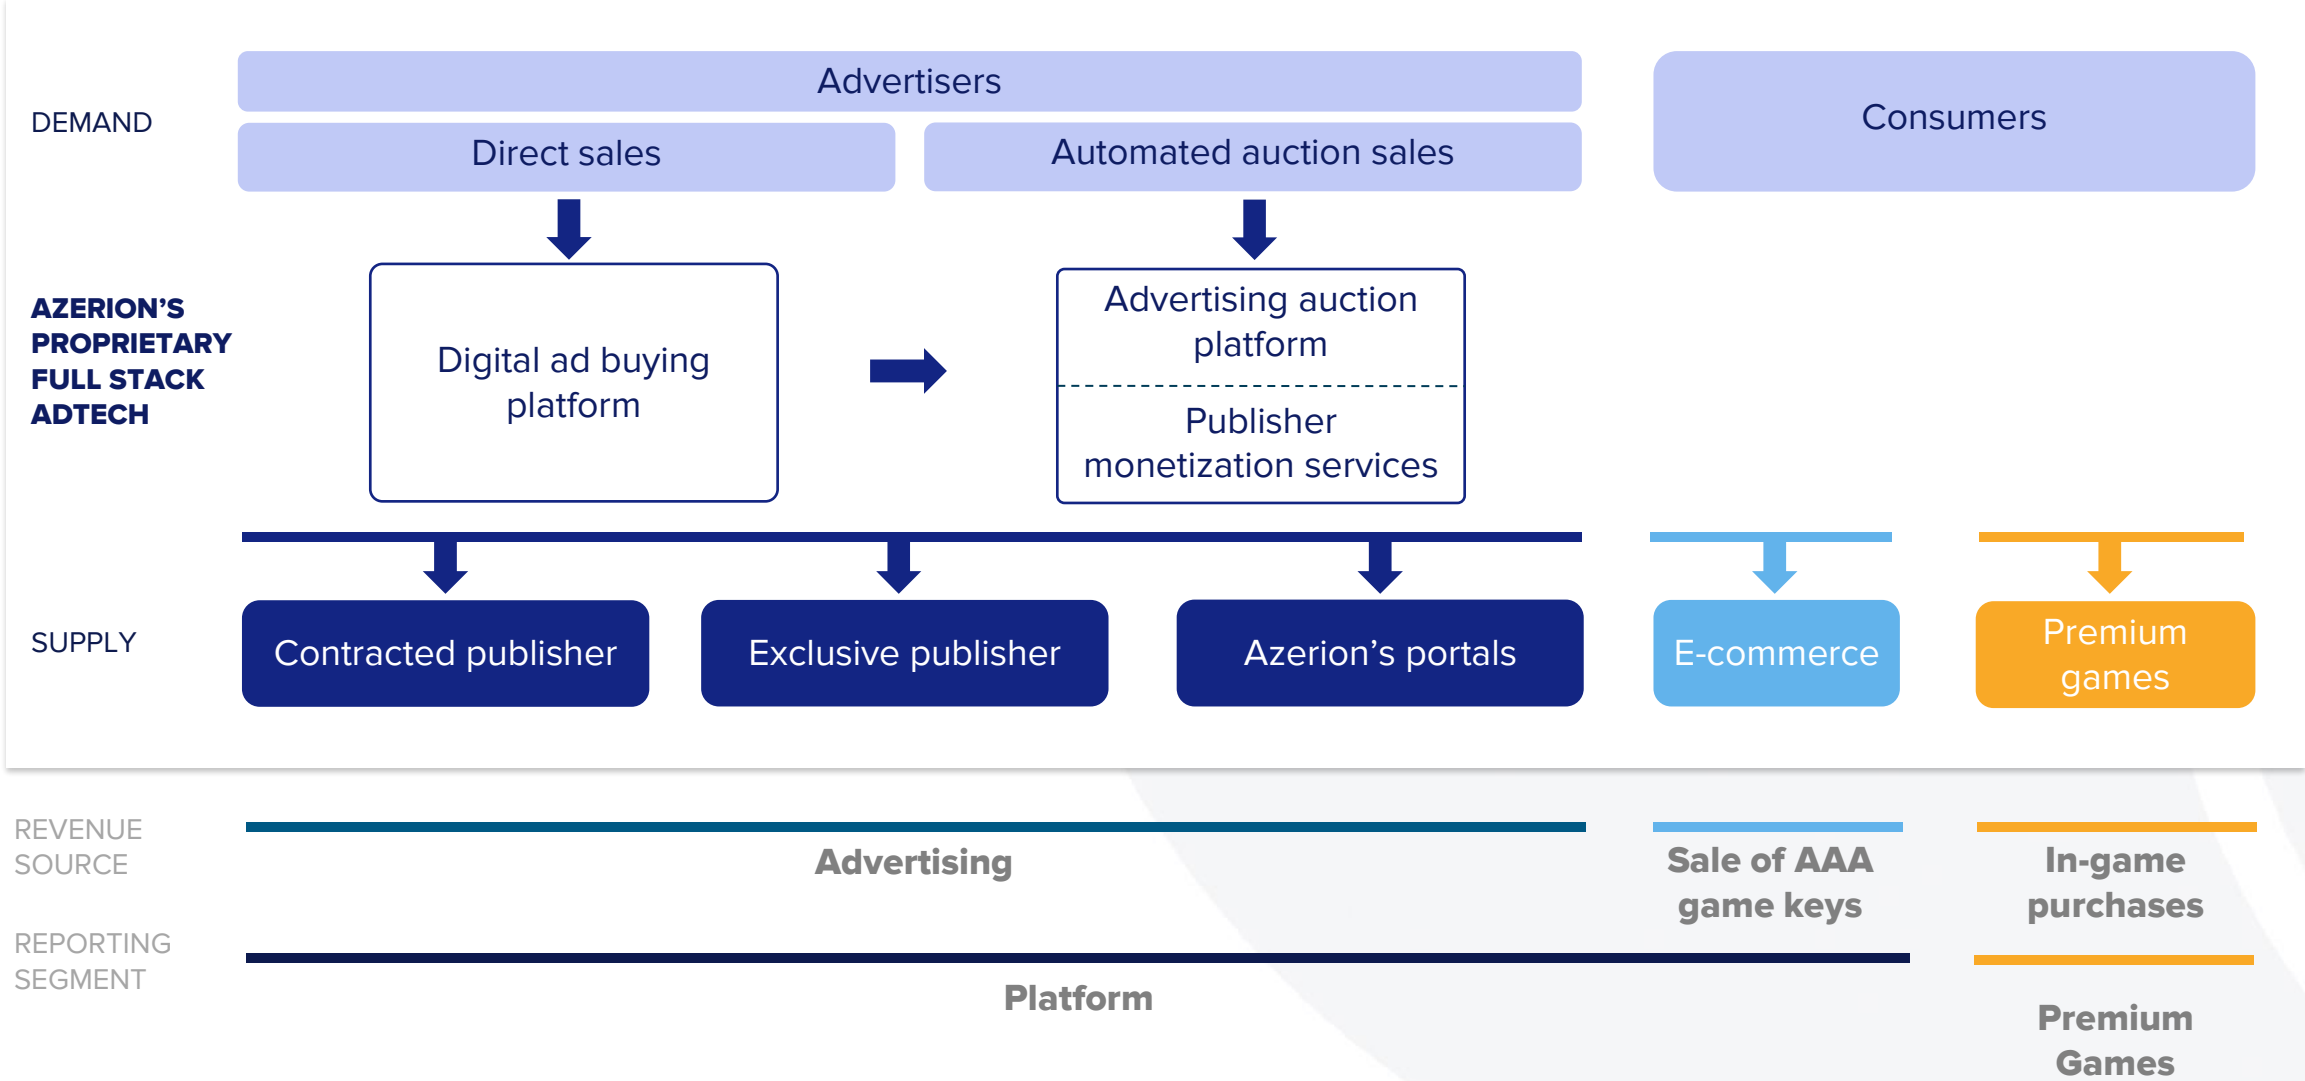 DEMAND
Advertisers
Direct sales
Automated auction sales
Consumers
AZERION’S
PROPRIETARY
FULL STACK
ADTECH
Digital ad buying
platform
Advertising auction
platform
Publisher
monetization services
SUPPLY
Contracted publisher
Exclusive publisher
Azerion’s portals
E-commerce
Premium
games
REVENUE
SOURCE
Advertising
Sale of AAA
game keys
In-game
purchases
REPORTING
SEGMENT
Platform
Premium
Games